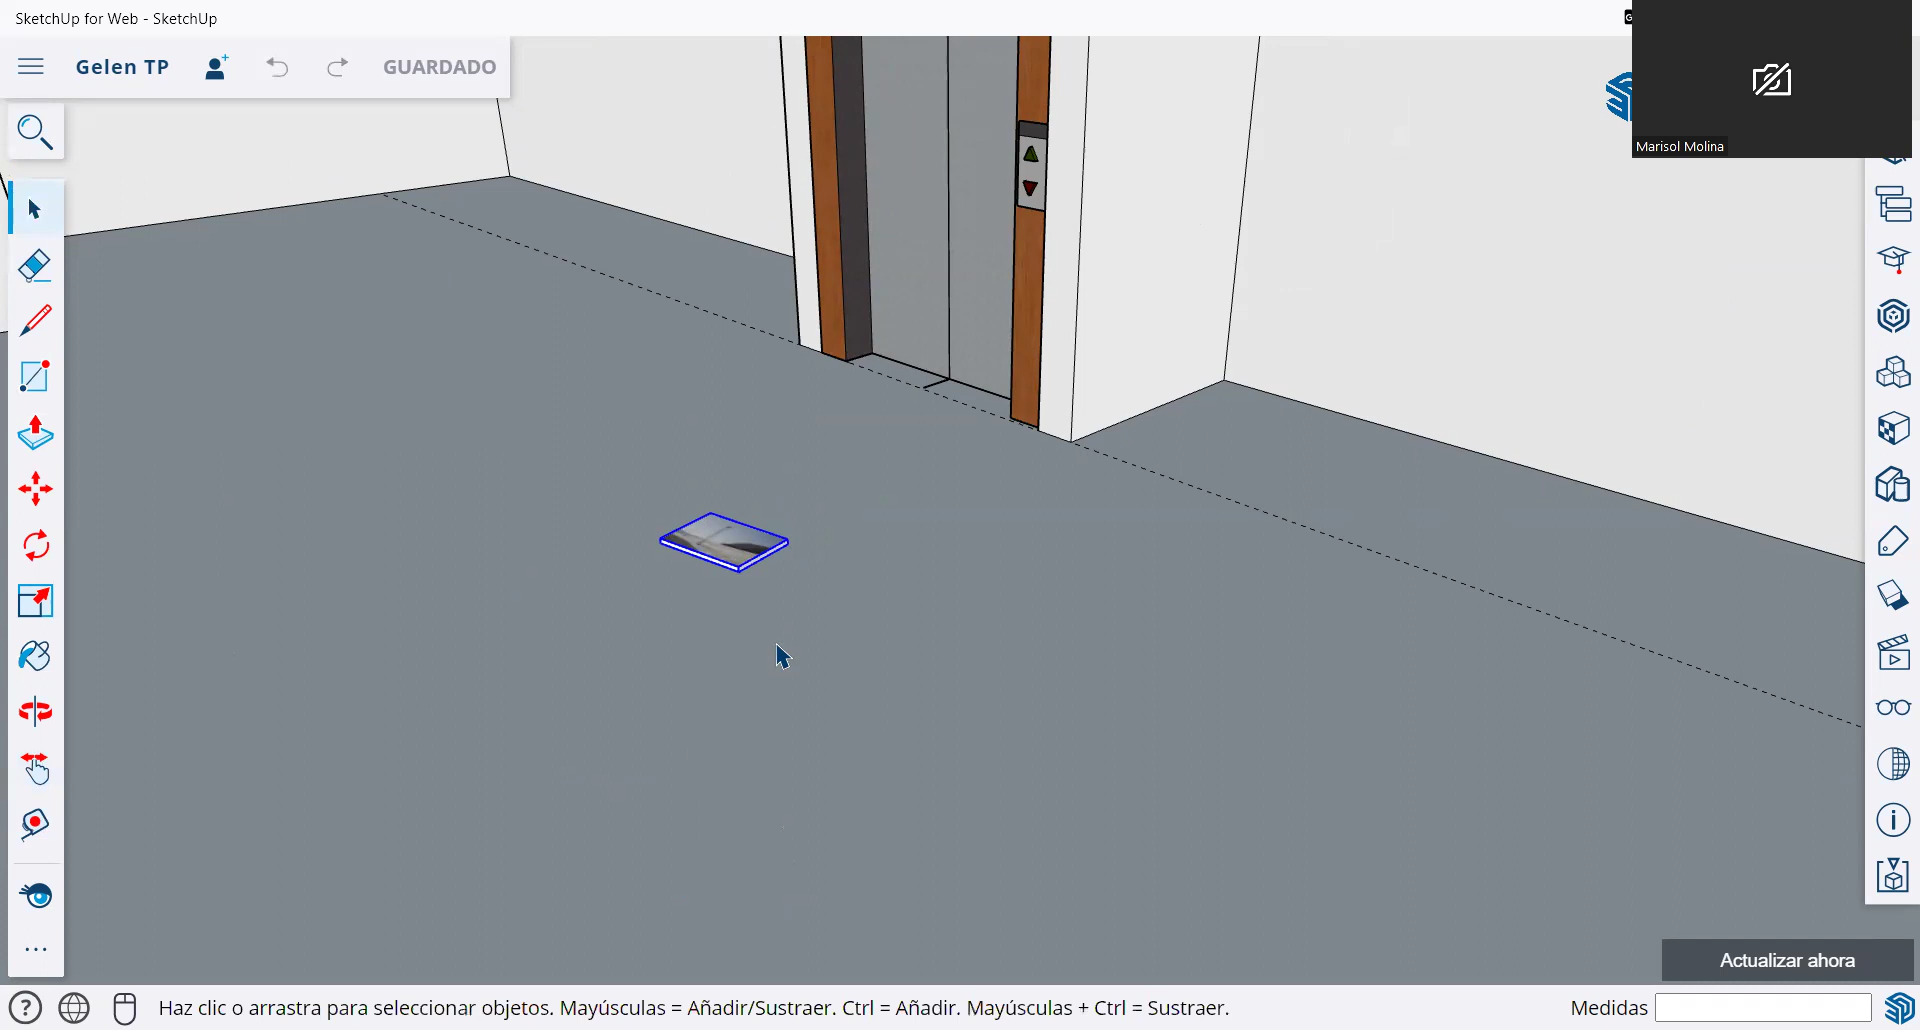 SketchUp for Web - SketchUp
Gelen TP
GUARDADO
Marisol Molina
Actualizar ahora
Haz clic o arrastra para seleccionar objetos. Mayúsculas = Añadir/Sustraer. Ctrl = Añadir. Mayúsculas + Ctrl = Sustraer.
Medidas